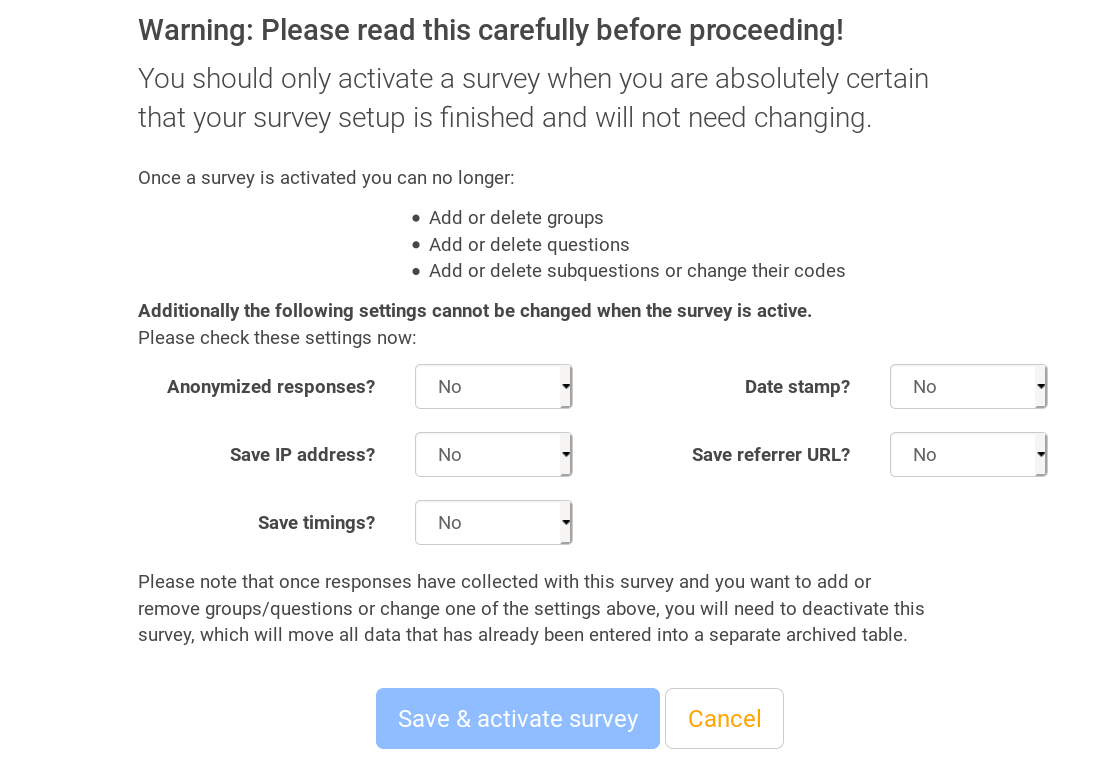 Warning: Please read this carefully before proceeding!
You should only activate a survey when you are absolutely certain
that your survey setup is finished and will not need changing.
Once a survey is activated you can no longer:
Add or delete groups
Add or delete questions
Add or delete subquestions or change their codes
Additionally the following settings cannot be changed when the survey is active.
Please check these settings now:
Anonymized responses? No Date stamp? No
Save IP address? No Save referrer URL? No
Save timings? No
Please note that once responses have collected with this survey and you want to add or
remove groups/questions or change one of the settings above, you will need to deactivate this
survey, which will move all data that has already been entered into a separate archived table.
Save & activate survey Cancel